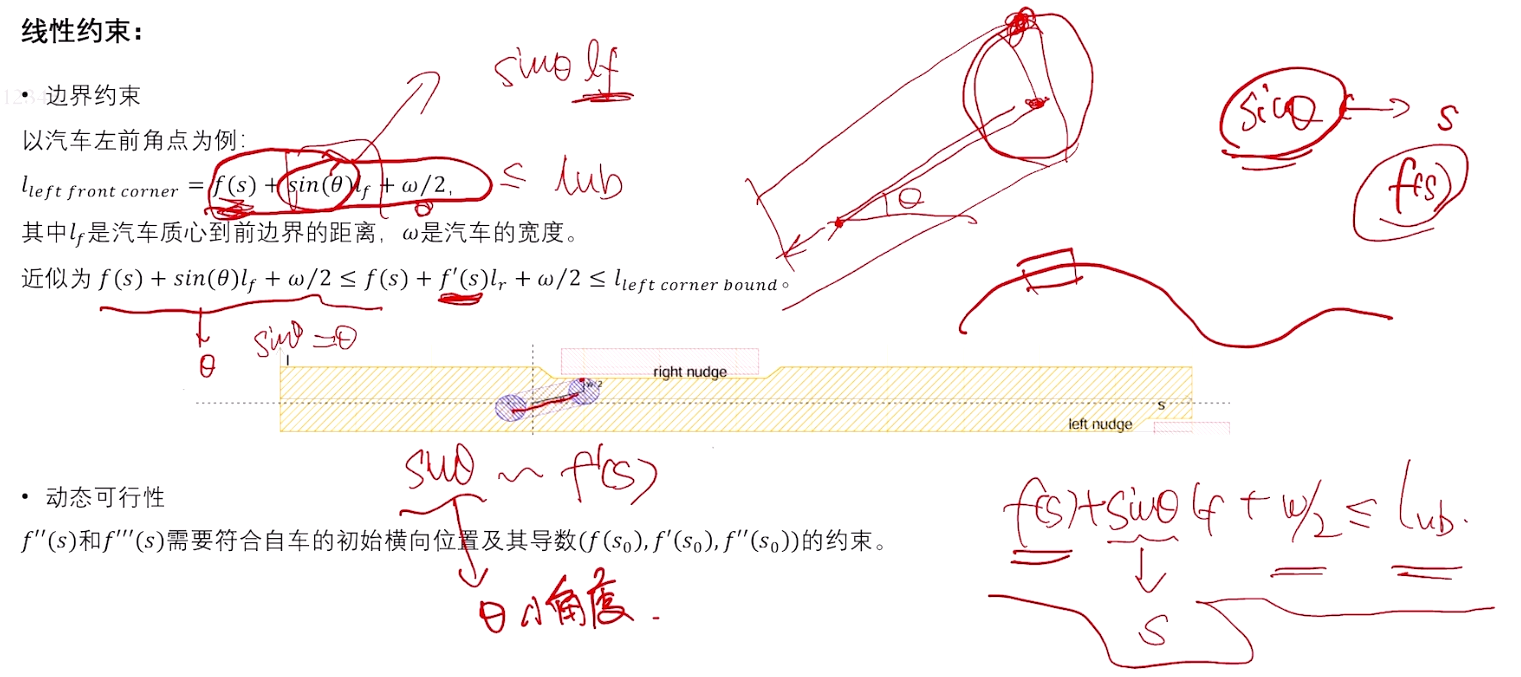 线性约束：
• 边界约束
sinθ lf
以汽车左前角点为例：
l_left front corner = f(s) + sin(θ)l_f + ω/2, ≤ lub
其中l_f是汽车质心到前边界的距离，ω是汽车的宽度。
近似为 f(s) + sin(θ)l_f + ω/2 ≤ f(s) + f′(s)l_r + ω/2 ≤ l_left corner bound。
θ
sinθ → s
f(s)
θ
sinθ = θ
l
right nudge
w/2
s
left nudge
sinθ ~ f′(s)
θ 小角度.
• 动态可行性
f′′(s)和f′′′(s)需要符合自车的初始横向位置及其导数(f(s_0), f′(s_0), f′′(s_0))的约束。
f(s)+sinθ lf + w/2 ≤ lub.
s